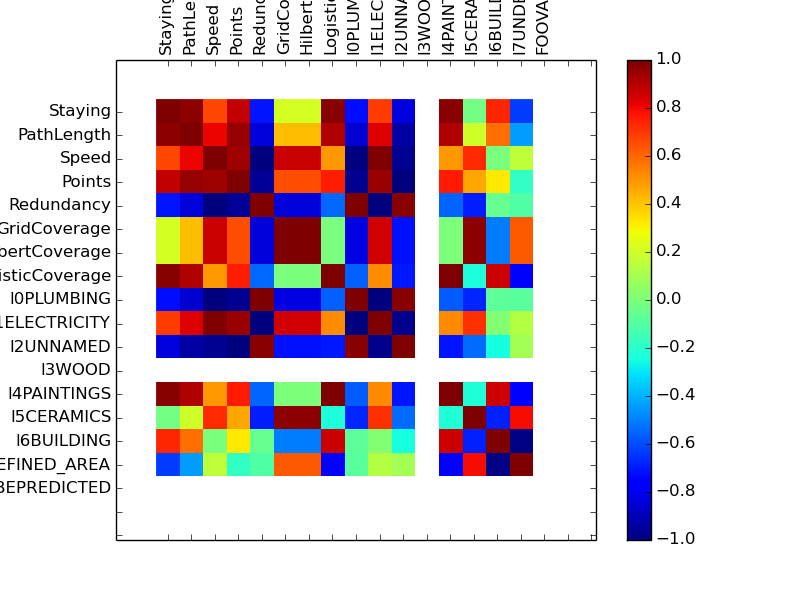 Staying
PathLe
Speed
Points
Redund
GridCo
Hilbert
Logistic
I0PLUM
I1ELEC
I2UNNA
I3WOO
I4PAINT
I5CERA
I6BUILD
I7UNDE
FOOVA
Staying
PathLength
Speed
Points
Redundancy
GridCoverage
bertCoverage
isticCoverage
I0PLUMBING
1ELECTRICITY
I2UNNAMED
I3WOOD
I4PAINTINGS
I5CERAMICS
I6BUILDING
EFINED_AREA
BEPREDICTED
1.0
0.8
0.6
0.4
0.2
0.0
−0.2
−0.4
−0.6
−0.8
−1.0